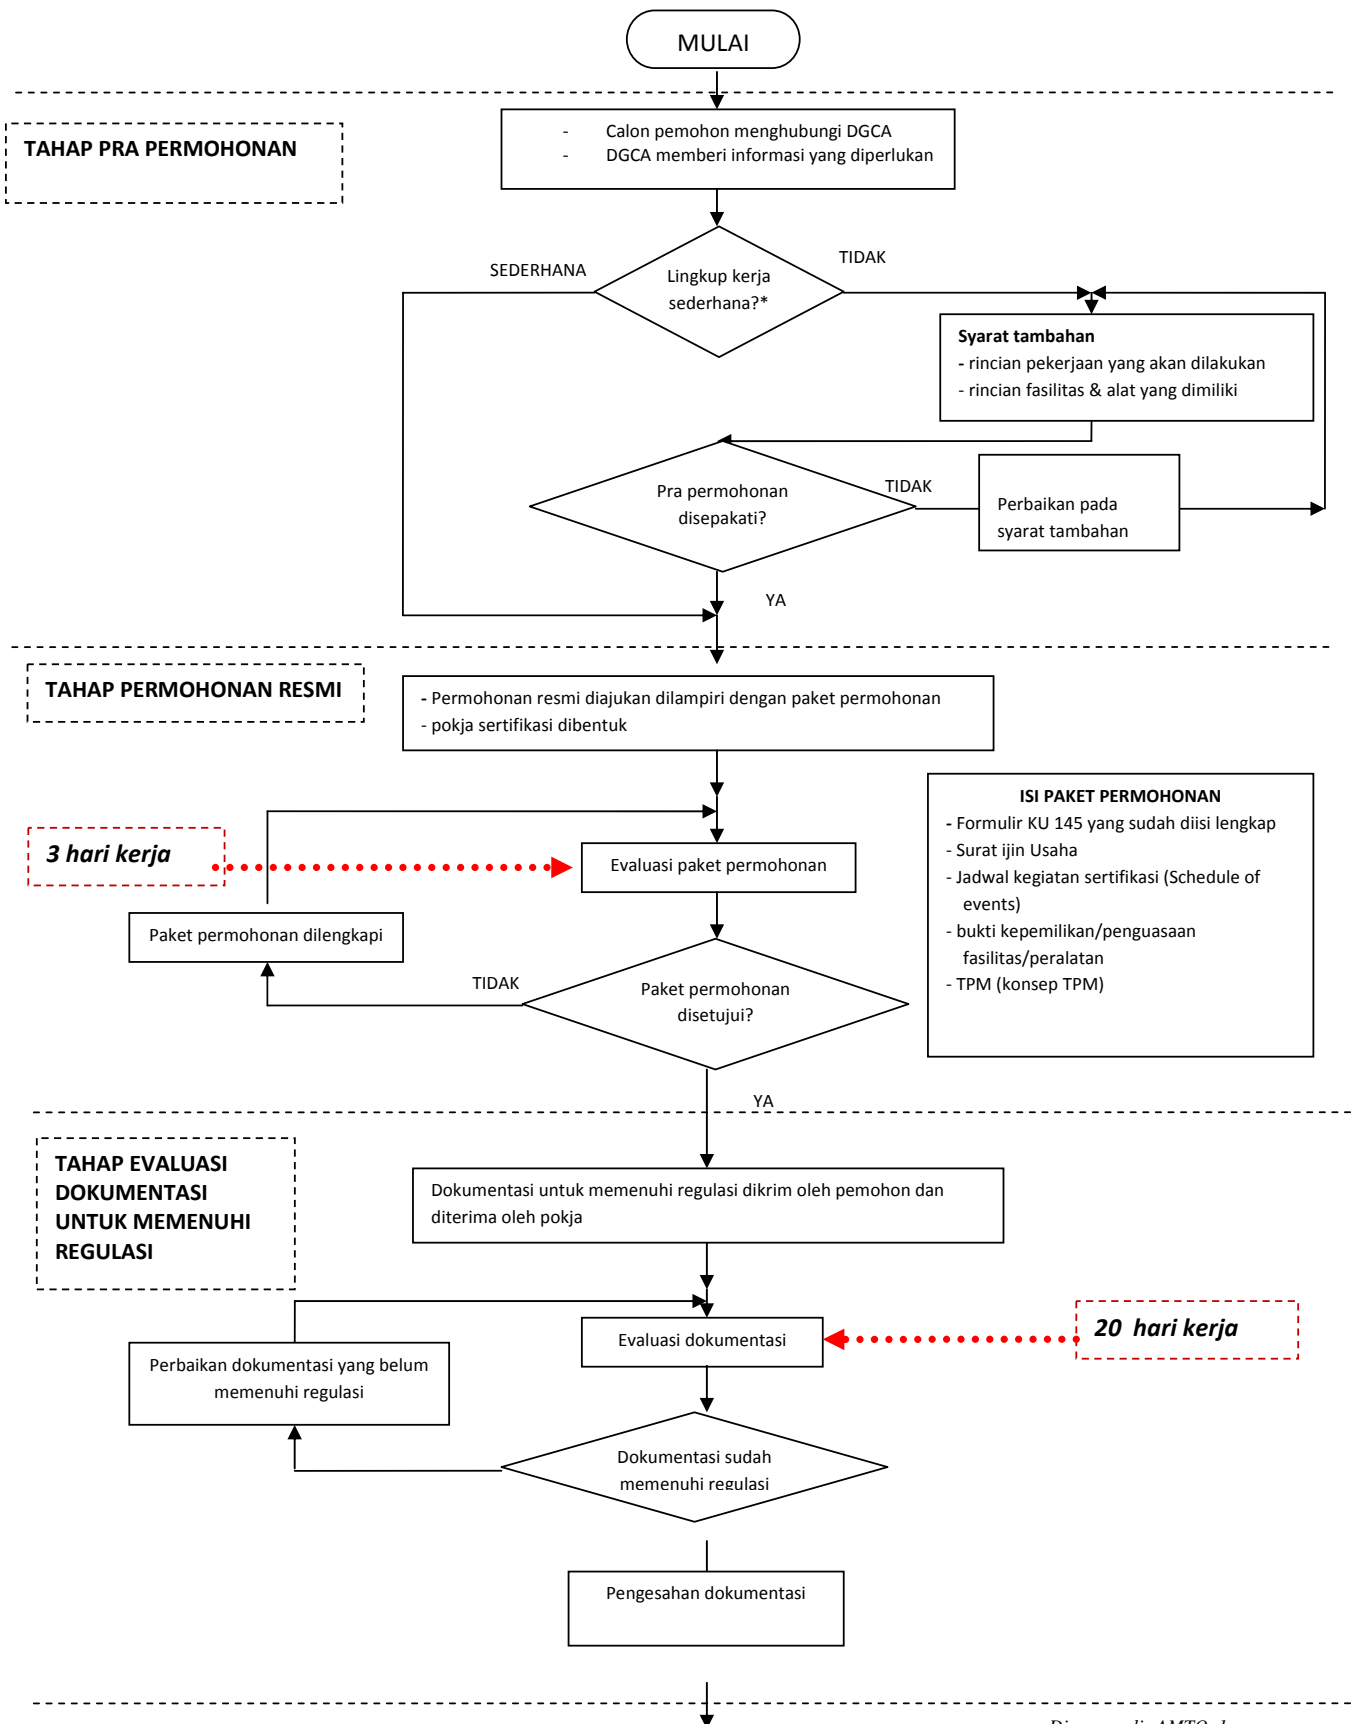 MULAI
TAHAP PRA PERMOHONAN
- Calon pemohon menghubungi DGCA
- DGCA memberi informasi yang diperlukan
SEDERHANA
TIDAK
Lingkup kerja
sederhana?*
Syarat tambahan
- rincian pekerjaan yang akan dilakukan
- rincian fasilitas & alat yang dimiliki
Pra permohonan
disepakati?
TIDAK
Perbaikan pada
syarat tambahan
YA
TAHAP PERMOHONAN RESMI
- Permohonan resmi diajukan dilampiri dengan paket permohonan
- pokja sertifikasi dibentuk
ISI PAKET PERMOHONAN
- Formulir KU 145 yang sudah diisi lengkap
- Surat ijin Usaha
- Jadwal kegiatan sertifikasi (Schedule of
events)
- bukti kepemilikan/penguasaan
fasilitas/peralatan
- TPM (konsep TPM)
3 hari kerja
Evaluasi paket permohonan
Paket permohonan dilengkapi
TIDAK
Paket permohonan
disetujui?
YA
TAHAP EVALUASI
DOKUMENTASI
UNTUK MEMENUHI
REGULASI
Dokumentasi untuk memenuhi regulasi dikrim oleh pemohon dan
diterima oleh pokja
Evaluasi dokumentasi
20 hari kerja
Perbaikan dokumentasi yang belum
memenuhi regulasi
Dokumentasi sudah
memenuhi regulasi
Pengesahan dokumentasi